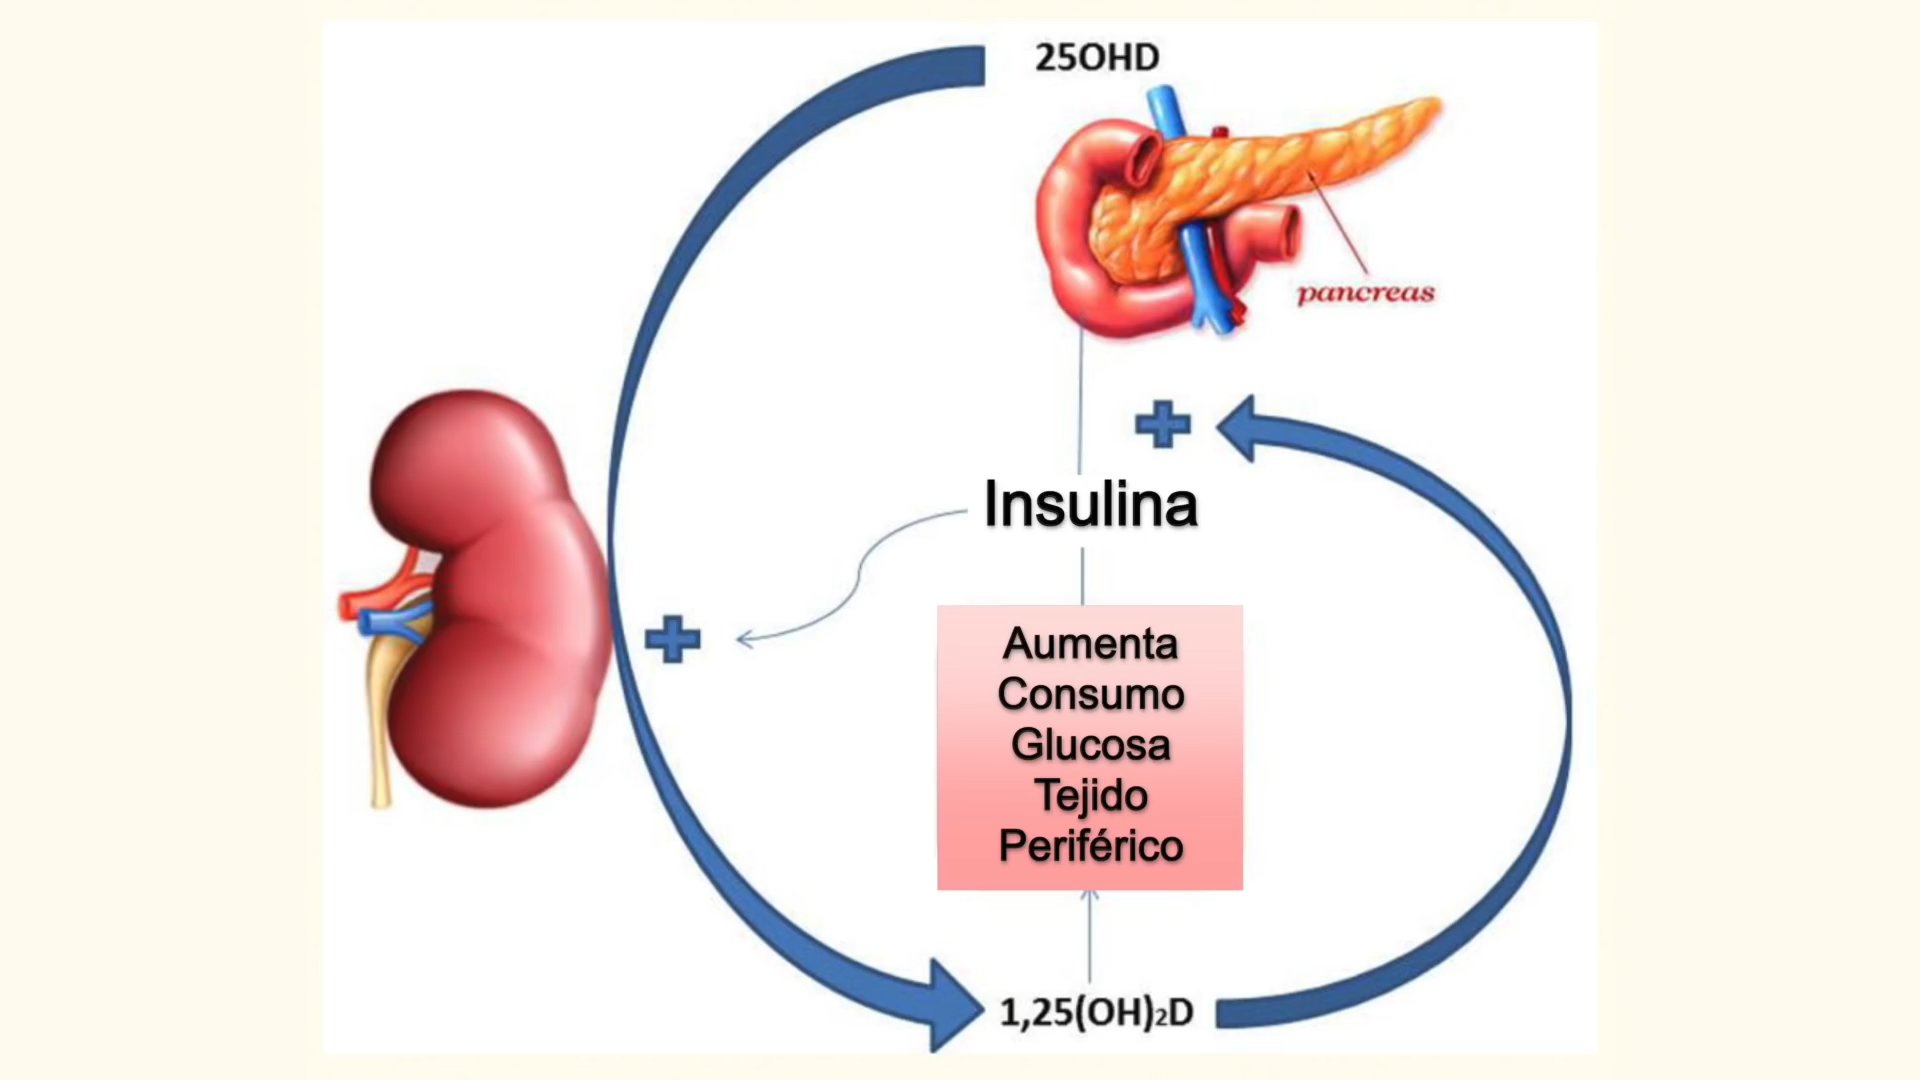 25OHD
pancreas
Insulina
Aumenta
Consumo
Glucosa
Tejido
Periférico
1,25(OH)₂D